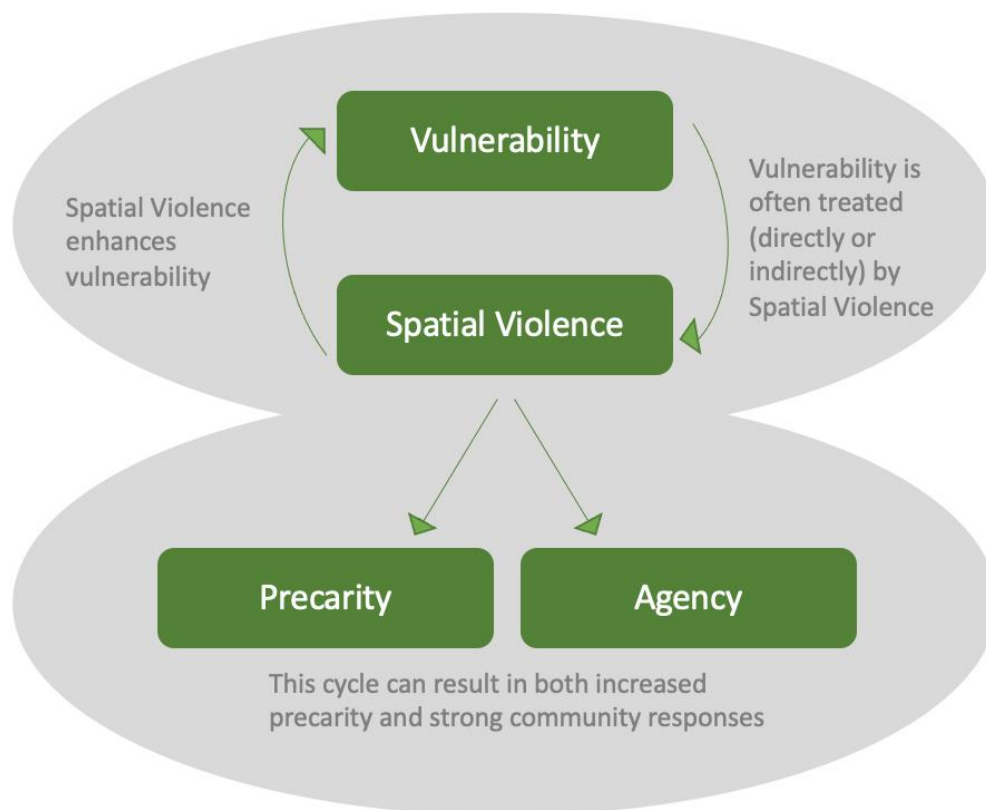 Vulnerability
Spatial Violence
enhances
vulnerability
Vulnerability is
often treated
(directly or
indirectly) by
Spatial Violence
Spatial Violence
Precarity
Agency
This cycle can result in both increased
precarity and strong community responses